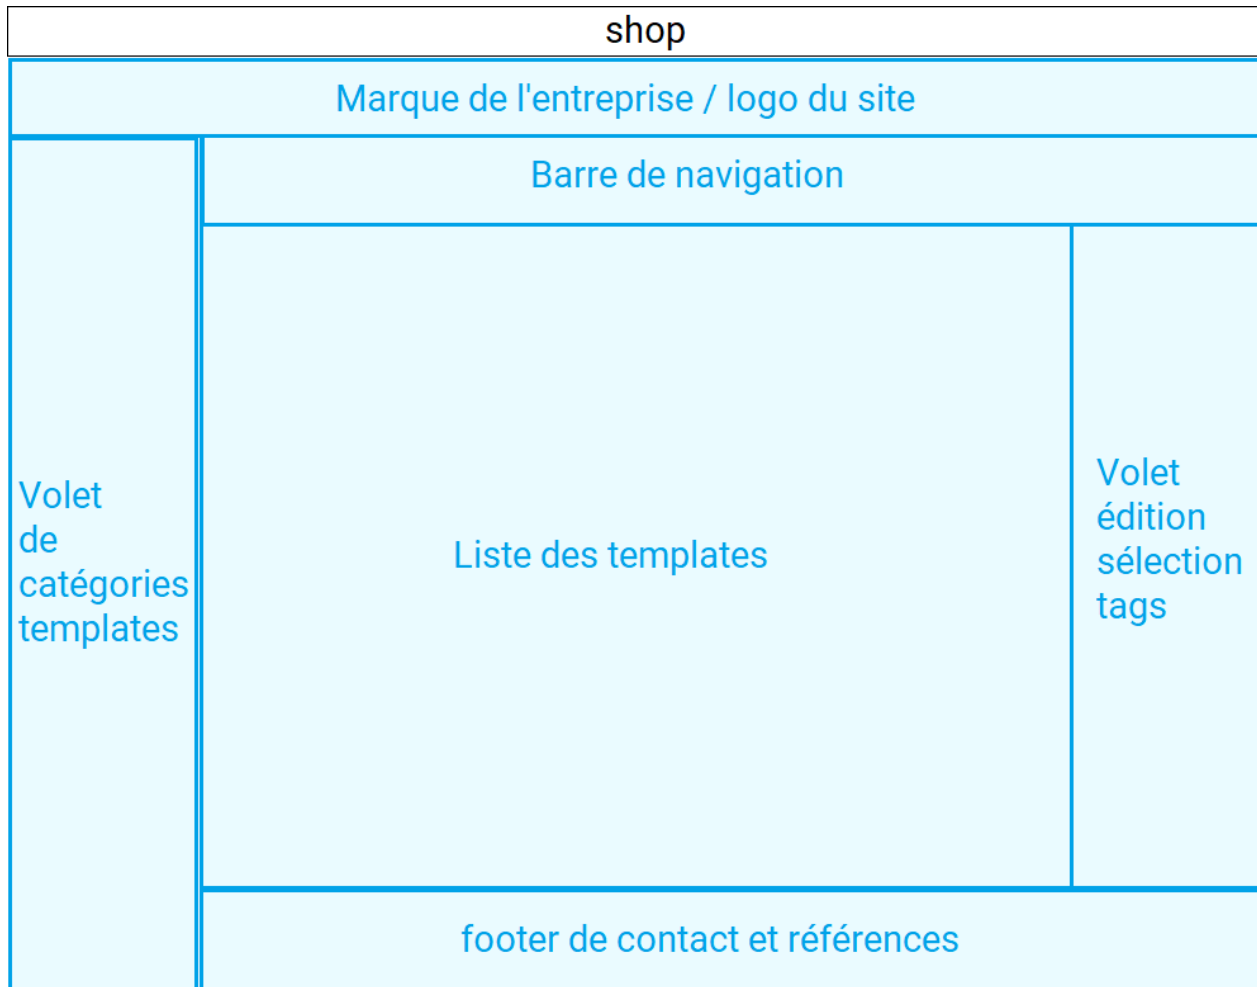 shop
Marque de l'entreprise / logo du site
Barre de navigation
Volet
de
catégories
templates
Liste des templates
Volet
édition
sélection
tags
footer de contact et références